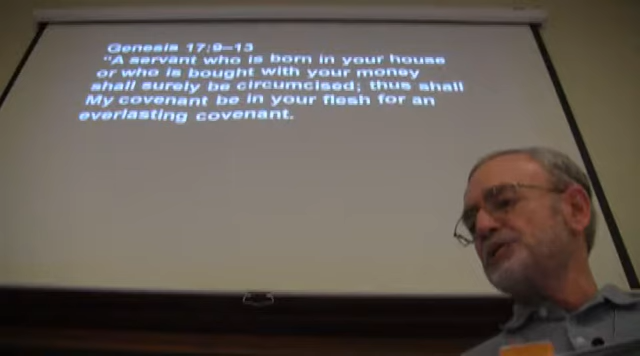 Genesis 17:9-13
"A servant who is born in your house
or who is bought with your money
shall surely be circumcised; thus shall
My covenant be in your flesh for an
everlasting covenant.